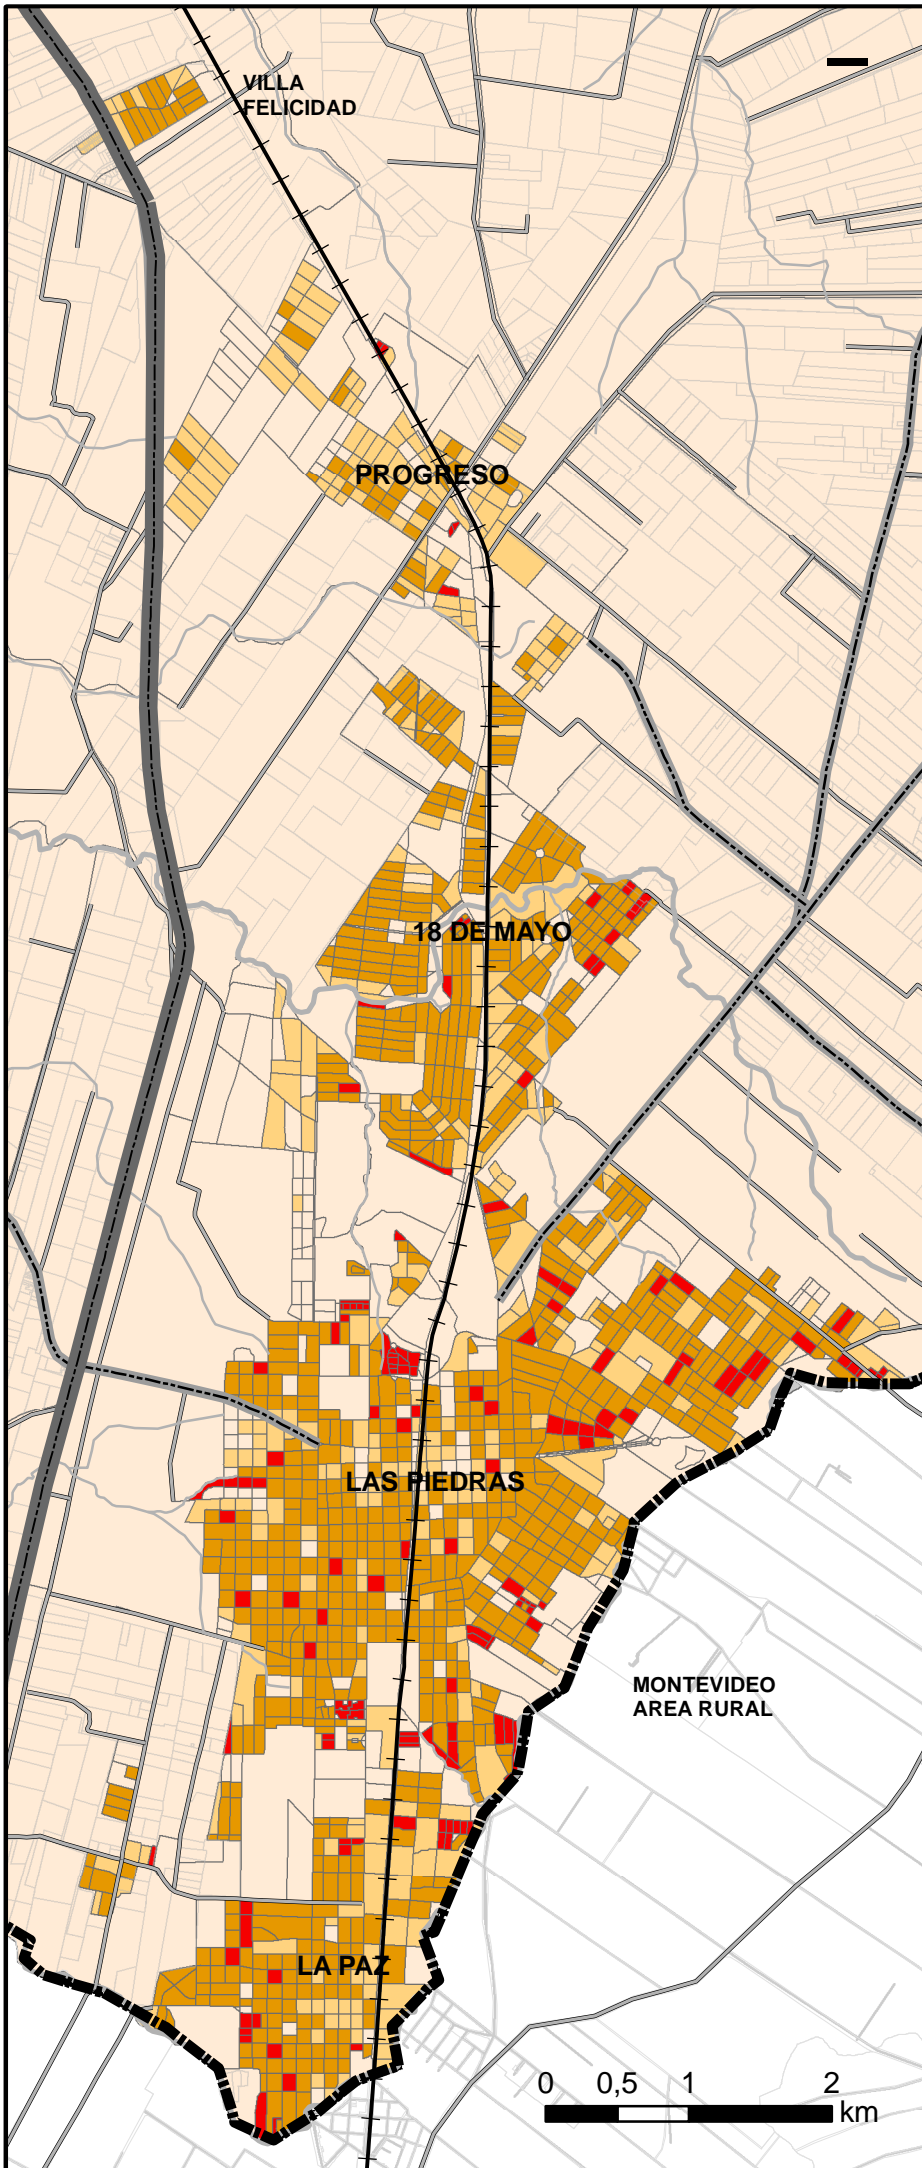 VILLA
FELICIDAD
PROGRESO
18 DE MAYO
LAS PIEDRAS
MONTEVIDEO
AREA RURAL
LA PAZ
0 0,5 1 2
km